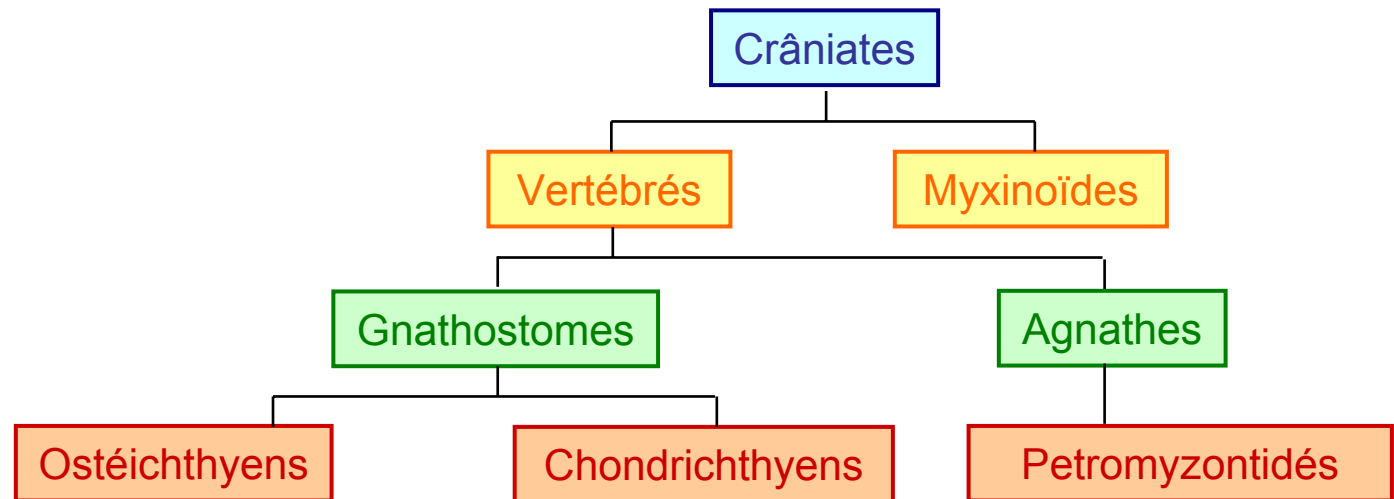 Crâniates
Vertébrés
Myxinoïdes
Gnathostomes
Agnathes
Ostéichthyens
Chondrichthyens
Petromyzontidés